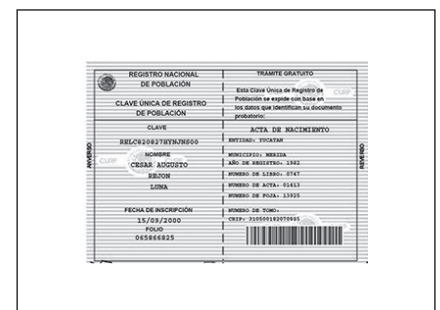 REGISTRO NACIONAL
DE POBLACIÓN
CLAVE ÚNICA DE REGISTRO
DE POBLACIÓN
CLAVE
RELC820827HYNJNS00
NOMBRE
CESAR AUGUSTO
REJON
LUNA
FECHA DE INSCRIPCIÓN
15/09/2000
FOLIO
065866825
ANVERSO
TRÁMITE GRATUITO
Esta Clave Única de Registro de
Población se expide con base en
los datos que identifican su documento
probatorio:
ACTA DE NACIMIENTO
ENTIDAD: YUCATAN
MUNICIPIO: MERIDA
AÑO DE REGISTRO: 1982
NUMERO DE LIBRO: 0747
NUMERO DE ACTA: 01613
NUMERO DE FOJA: 13925
NUMERO DE TOMO:
CRIP:
REVERSO
CURP
CURP